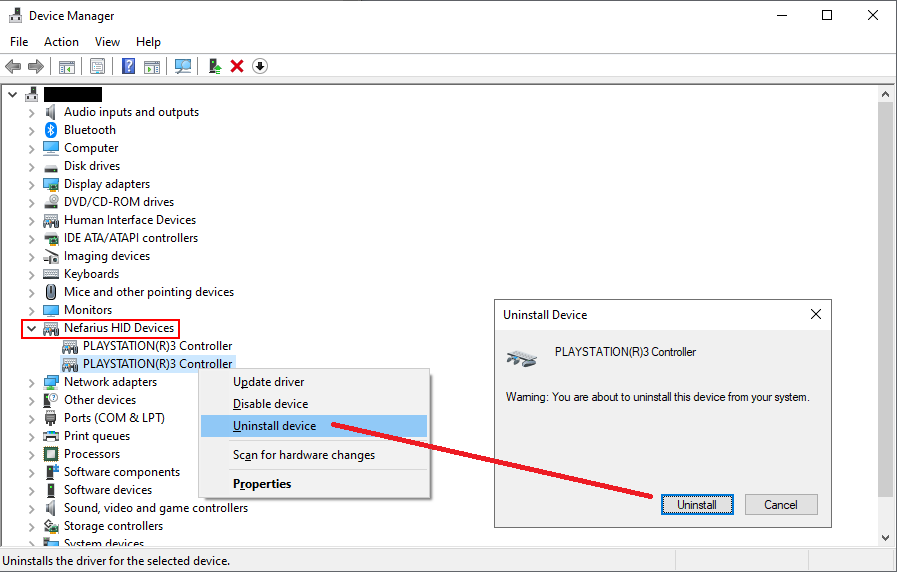 Device Manager
File Action View Help
Audio inputs and outputs
Bluetooth
Computer
Disk drives
Display adapters
DVD/CD-ROM drives
Human Interface Devices
IDE ATA/ATAPI controllers
Imaging devices
Keyboards
Mice and other pointing devices
Monitors
Nefarius HID Devices
PLAYSTATION(R)3 Controller
PLAYSTATION(R)3 Controller
Network adapters
Other devices
Ports (COM & LPT)
Print queues
Processors
Software components
Software devices
Sound, video and game controllers
Storage controllers
System devices
Update driver
Disable device
Uninstall device
Scan for hardware changes
Properties
Uninstall Device
PLAYSTATION(R)3 Controller
Warning: You are about to uninstall this device from your system.
Uninstall Cancel
Uninstalls the driver for the selected device.